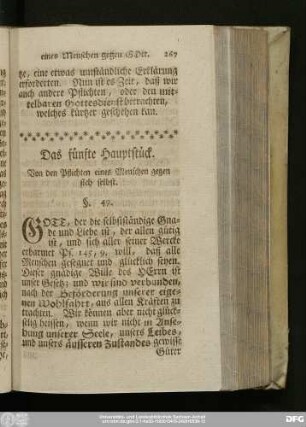 eines Menschen gegen GOtt. 267
ze, eine etwas umständliche Erklärung
erforderten. Nun ist es Zeit, daß wir
auch andere Pflichten, oder den mit-
telbaren Gottesdienst betrachten,
welches kürtzer geschehen kan.
Das fünfte Hauptstück.
Von den Pflichten eines Menschen gegen
sich selbst.
§. 49.
GOTT, der die selbstständige Gna-
de und Liebe ist, der allen gütig
ist, und sich aller seiner Wercke
erbarmet Ps. 145, 9. will, daß alle
Menschen gesegnet und glücklich seyen.
Dieser gnädige Wille des HErrn ist
unser Gesetz: und wir sind verbunden,
nach der Beförderung unserer eige-
nen Wohlfahrt, aus allen Kräften zu
trachten. Wir können aber nicht glück-
selig heissen, wenn wir nicht in Anse-
hung unserer Seele, unsers Leibes,
und unsers äusseren Zustandes gewisse
Güter
DFG